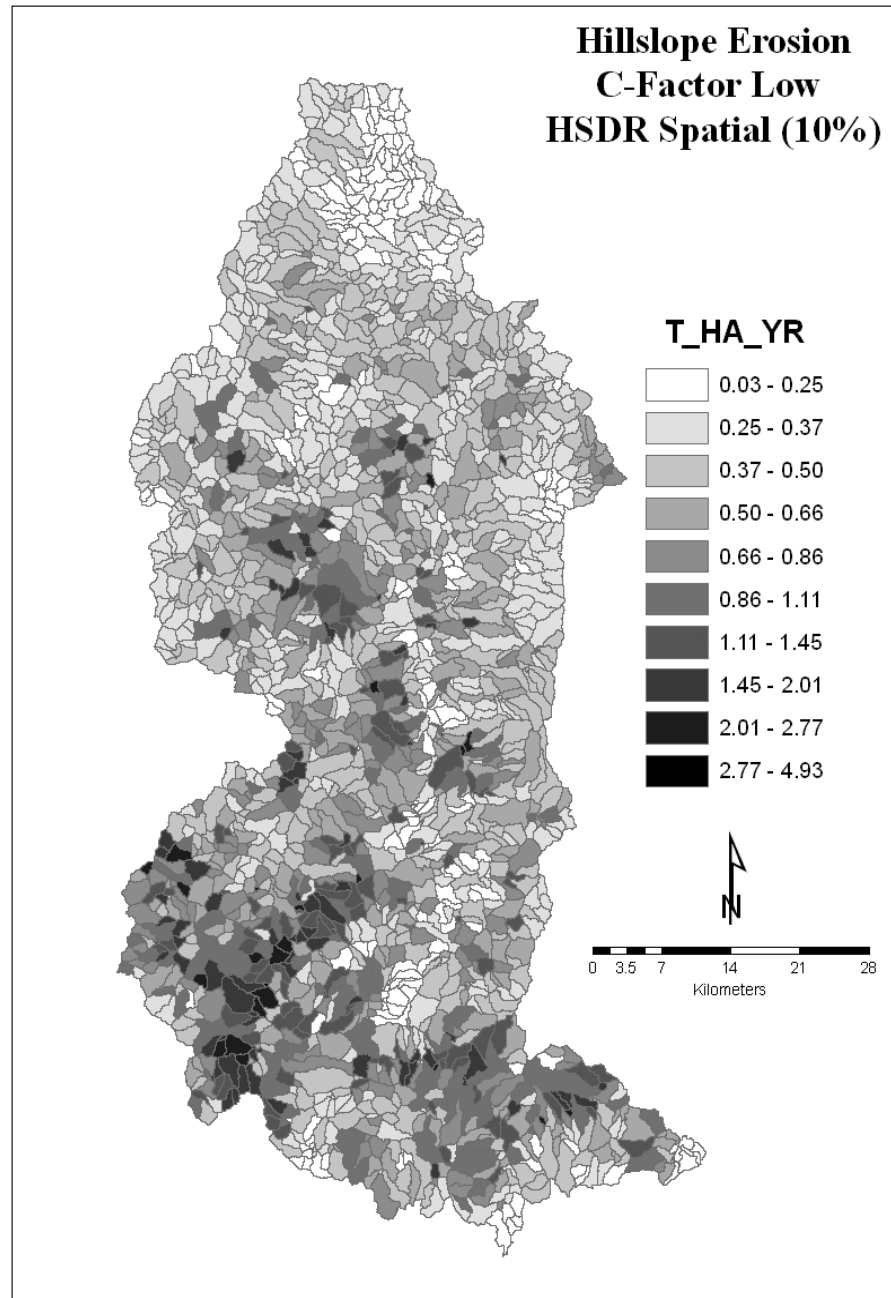 Hillslope Erosion
C-Factor Low
HSDR Spatial (10%)
T_HA_YR
0.03 - 0.25
0.25 - 0.37
0.37 - 0.50
0.50 - 0.66
0.66 - 0.86
0.86 - 1.11
1.11 - 1.45
1.45 - 2.01
2.01 - 2.77
2.77 - 4.93
N
0 3.5 7 14 21 28
Kilometers